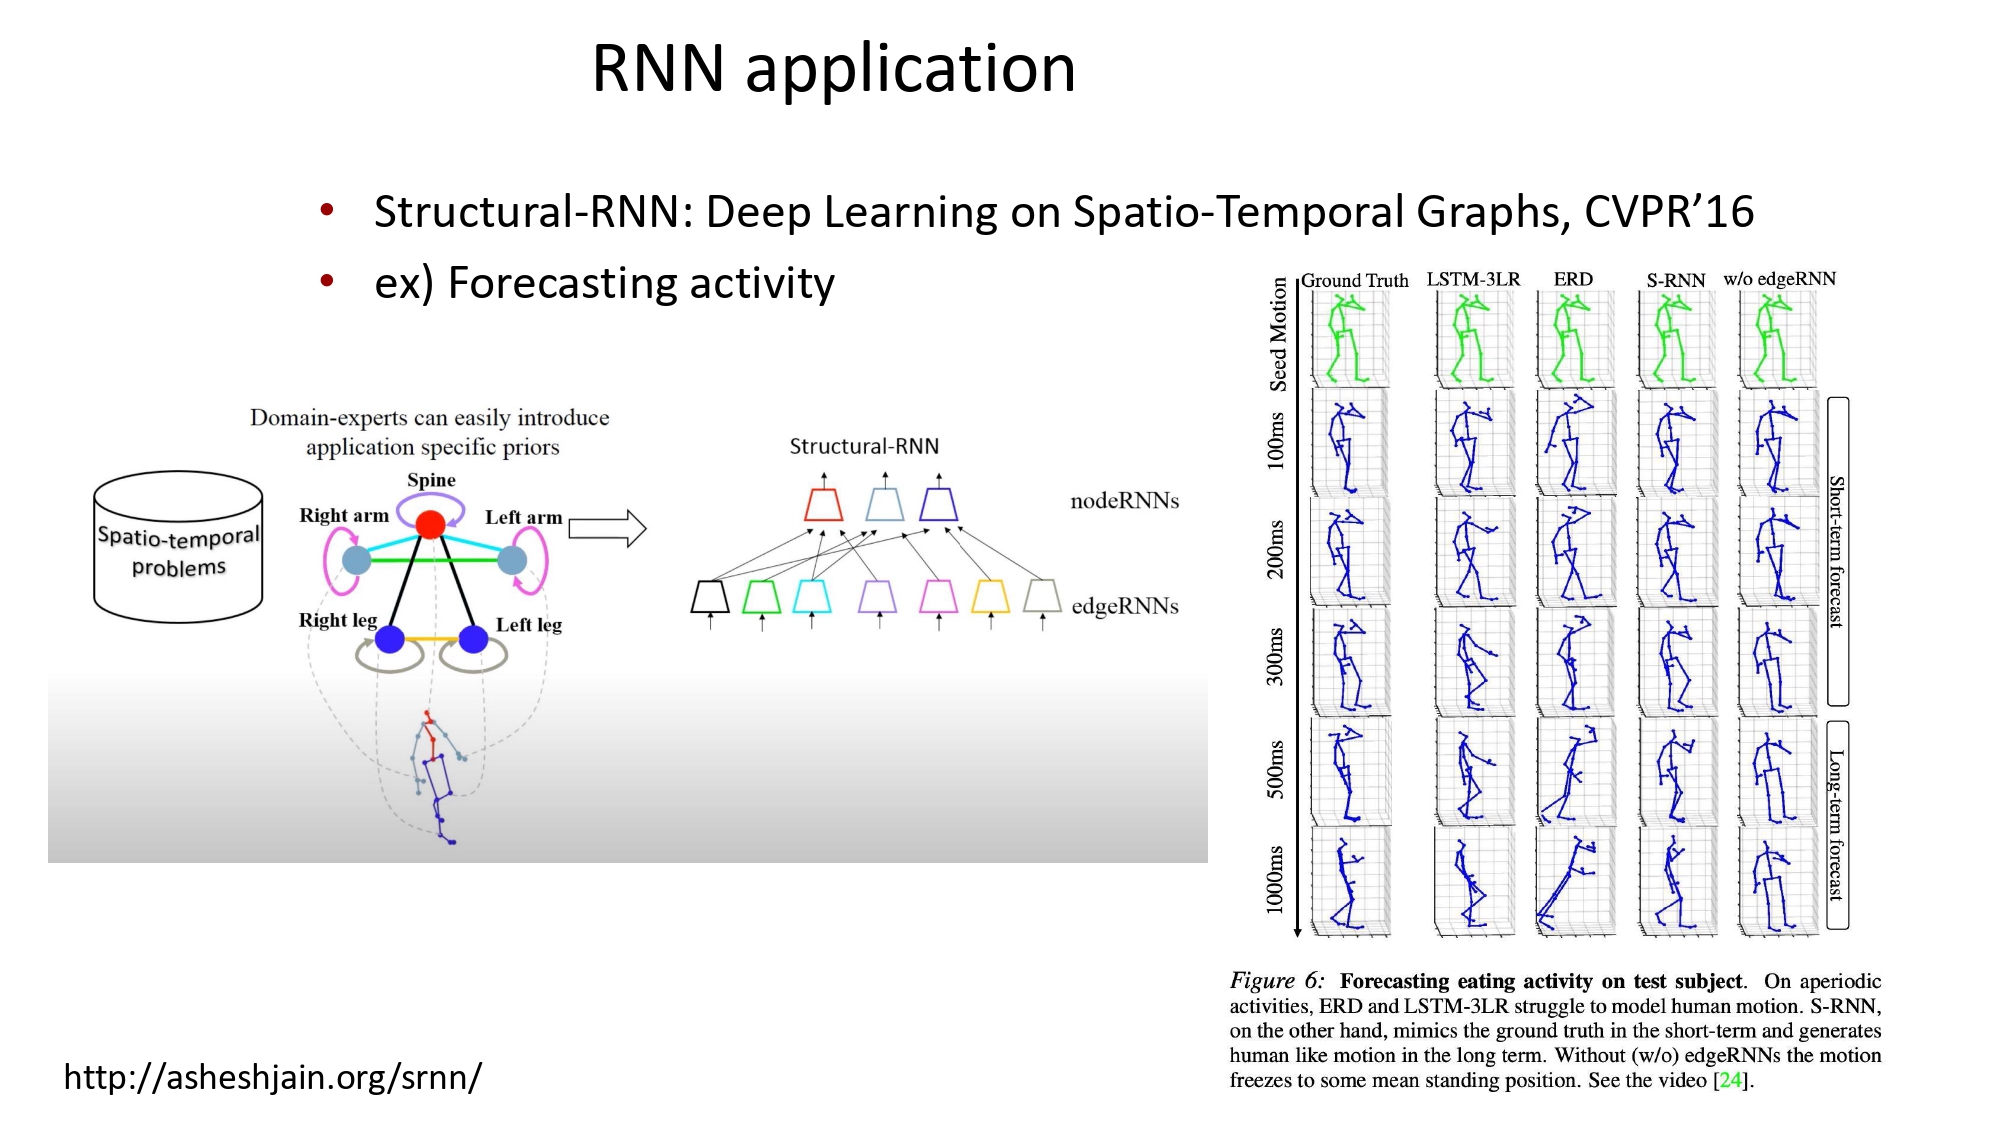 RNN application
• Structural-RNN: Deep Learning on Spatio-Temporal Graphs, CVPR’16
• ex) Forecasting activity
Domain-experts can easily introduce
application specific priors
Spatio-temporal
problems
Spine
Right arm
Left arm
Right leg
Left leg
Structural-RNN
nodeRNNs
edgeRNNs
Ground Truth LSTM-3LR ERD S-RNN w/o edgeRNN
Seed Motion
100ms
200ms
300ms
500ms
1000ms
Short-term forecast
Long-term forecast
Figure 6: Forecasting eating activity on test subject. On aperiodic
activities, ERD and LSTM-3LR struggle to model human motion. S-RNN,
on the other hand, mimics the ground truth in the short-term and generates
human like motion in the long term. Without (w/o) edgeRNNs the motion
freezes to some mean standing position. See the video [24].
http://asheshjain.org/srnn/